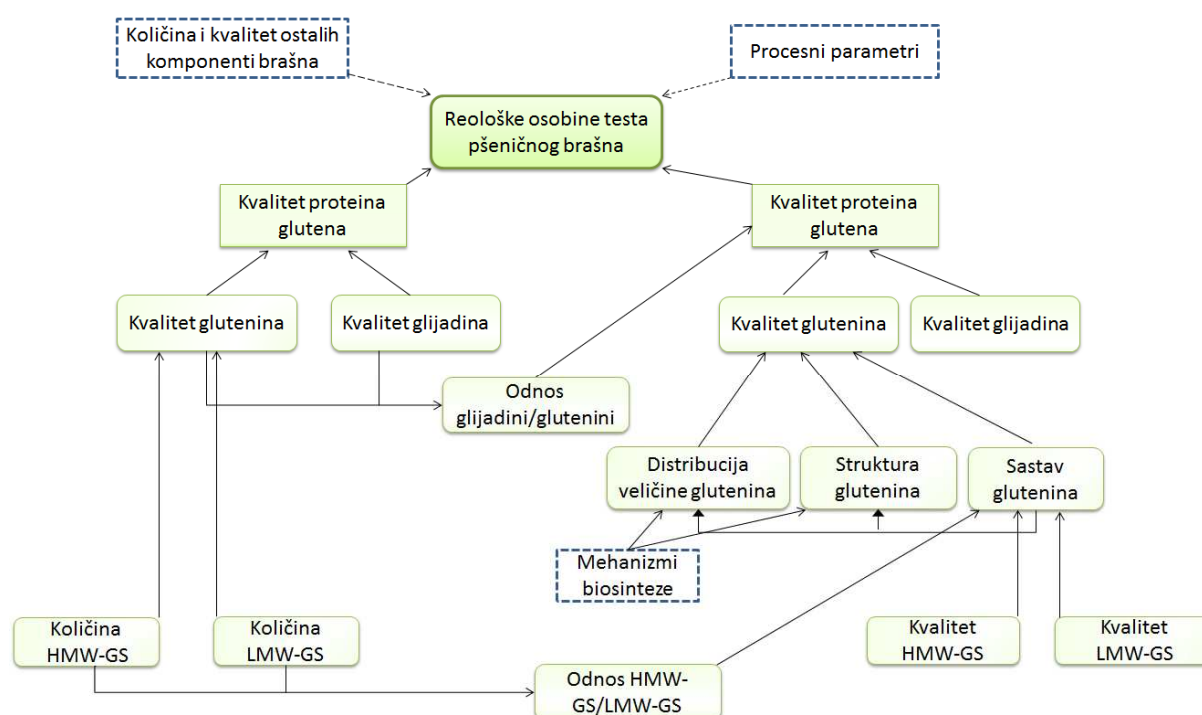 Količina i kvalitet ostalih
komponenti brašna
Procesni parametri
Reološke osobine testa
pšeničnog brašna
Kvalitet proteina
glutena
Kvalitet proteina
glutena
Kvalitet glutenina
Kvalitet glijadina
Kvalitet glutenina
Kvalitet glijadina
Odnos
glijadini/glutenini
Distribucija
veličine glutenina
Struktura
glutenina
Sastav
glutenina
Mehanizmi
biosinteze
Količina
HMW-GS
Količina
LMW-GS
Kvalitet
HMW-GS
Kvalitet
LMW-GS
Odnos HMW-
GS/LMW-GS